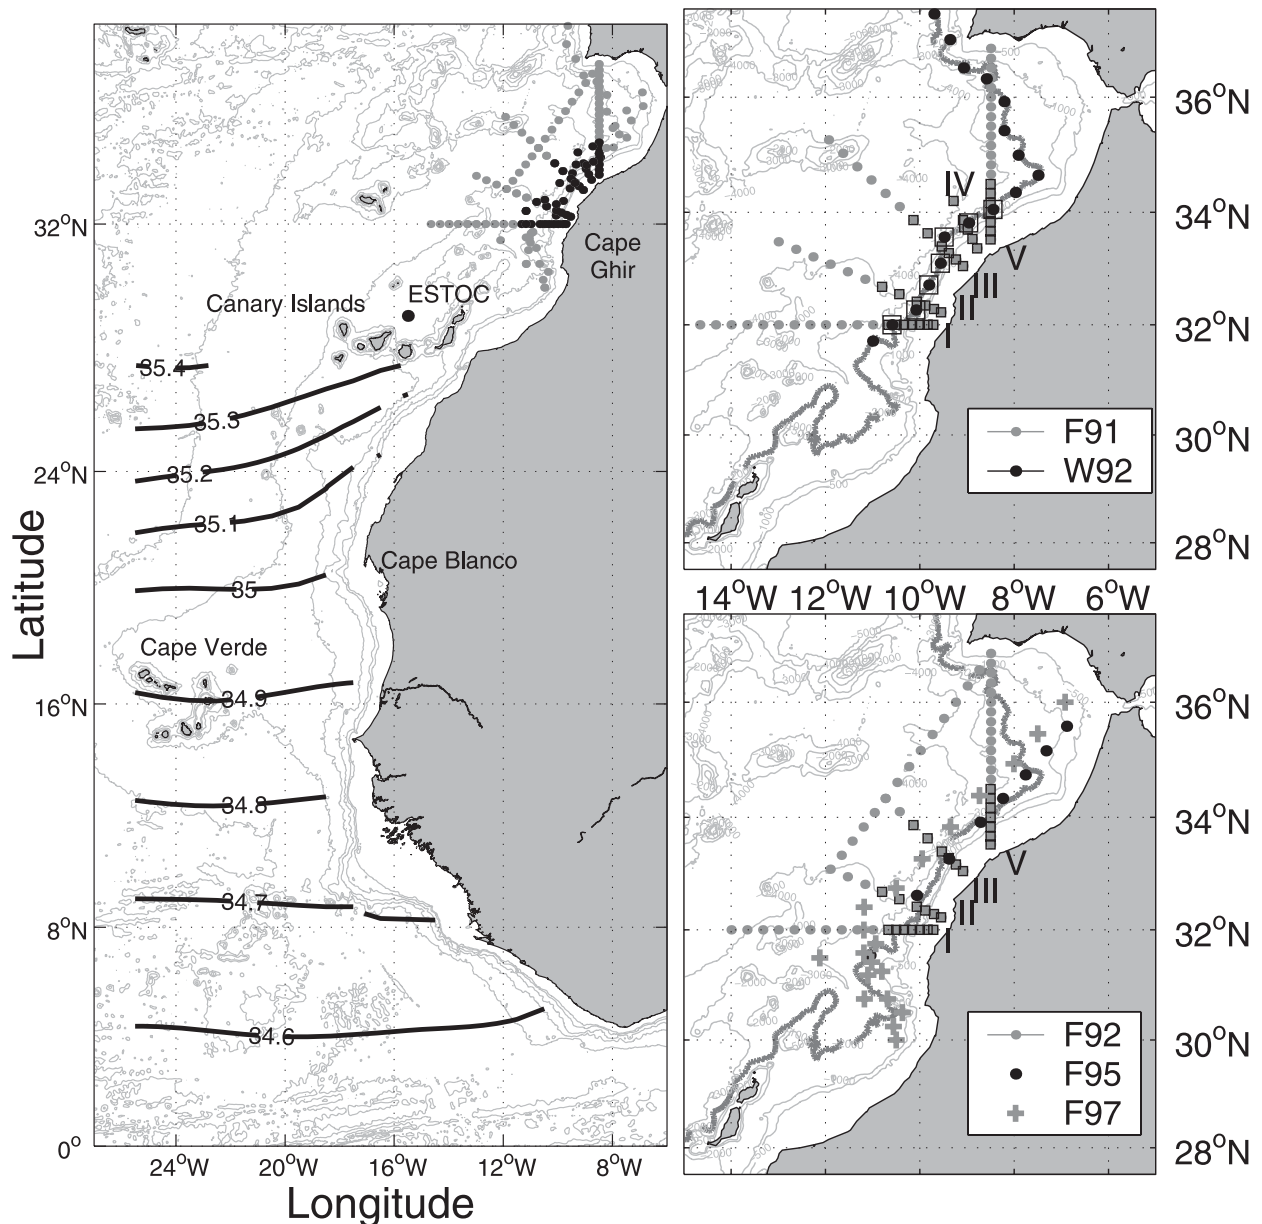 32°N
24°N
16°N
8°N
0°
Latitude
24°W
20°W
16°W
12°W
8°W
Longitude
Cape
Ghir
Canary Islands
ESTOC
35.4
35.3
35.2
35.1
35
Cape Blanco
Cape Verde
34.9
34.8
34.7
34.6
36°N
34°N
32°N
30°N
28°N
IV
V
III
II
I
F91
W92
14°W
12°W
10°W
8°W
6°W
36°N
34°N
32°N
30°N
28°N
V
III
II
I
F92
F95
F97